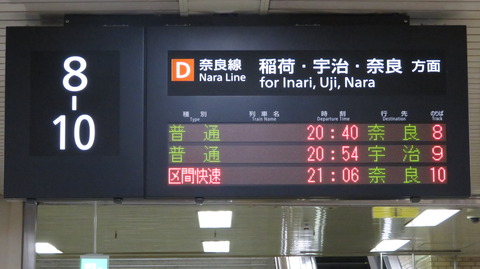 8
-
10
D 奈良線 稲荷・宇治・奈良 方面
Nara Line for Inari, Uji, Nara
種別 列車名 時刻 行先 のりば
Type Train Name Departure Time Destination Track
普通 20:40 奈良 8
普通 20:54 宇治 9
区間快速 21:06 奈良 10